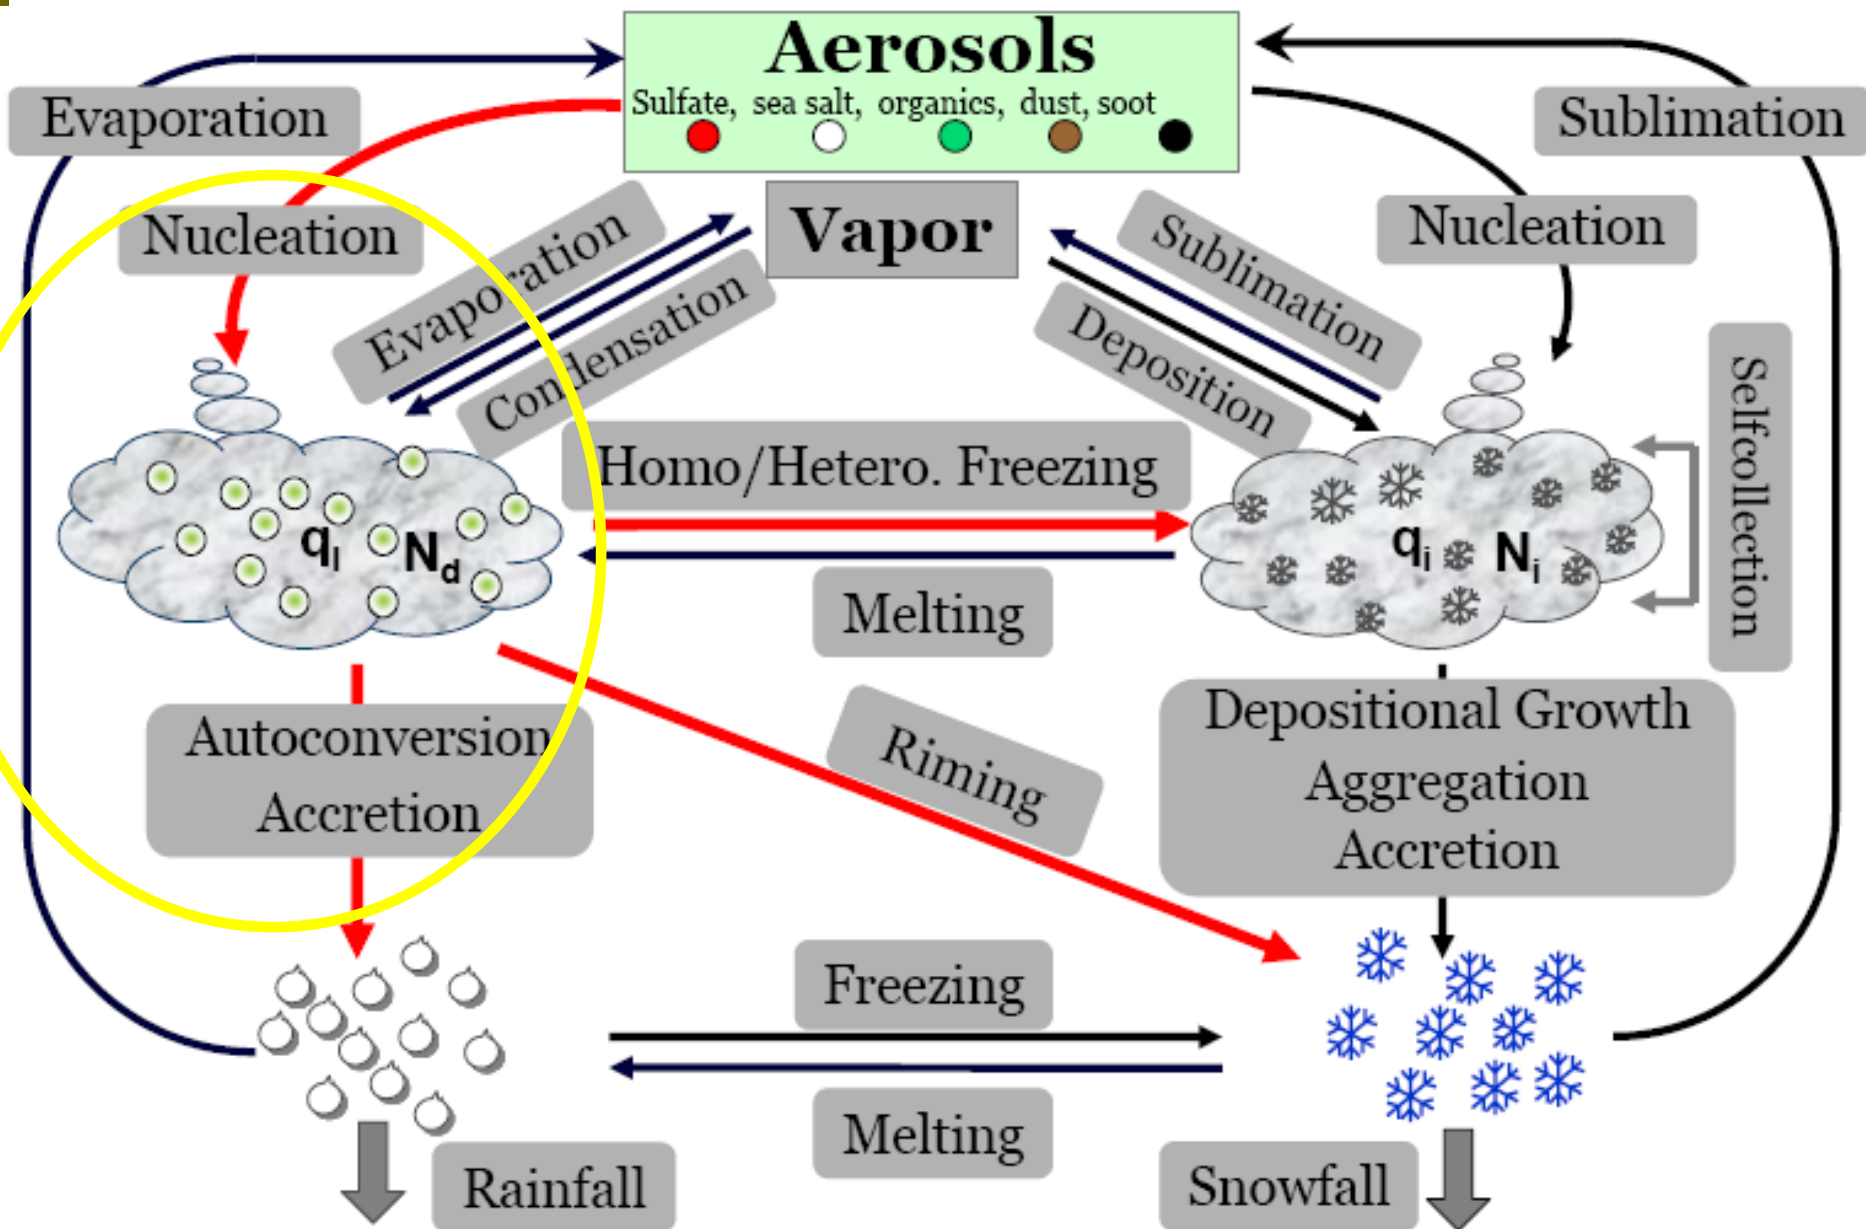 Aerosols
Sulfate, sea salt, organics, dust, soot
Evaporation
Sublimation
Nucleation
Vapor
Nucleation
Evaporation
Condensation
Sublimation
Deposition
Selfcollection
Homo/Hetero. Freezing
ql Nd
qi Ni
Melting
Autoconversion
Accretion
Riming
Depositional Growth
Aggregation
Accretion
Freezing
Melting
Rainfall
Snowfall